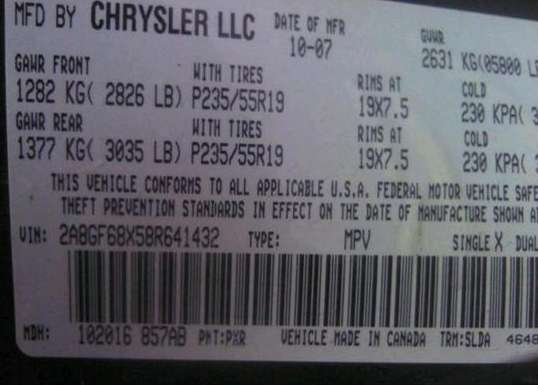 MFD BY CHRYSLER LLC DATE OF MFR GVWR
10-07 2631 KG(05800 L
GAWR FRONT WITH TIRES RIMS AT COLD
1282 KG( 2826 LB) P235/55R19 19X7.5 230 KPA(
GAWR REAR WITH TIRES RIMS AT COLD
1377 KG( 3035 LB) P235/55R19 19X7.5 230 KPA(
THIS VEHICLE CONFORMS TO ALL APPLICABLE U.S.A. FEDERAL MOTOR VEHICLE SAFE
THEFT PREVENTION STANDARDS IN EFFECT ON THE DATE OF MANUFACTURE SHOWN A
VIN: 2A8GF68X58R641432 TYPE: MPV SINGLE X DUAL
MDH: 102016 857AB PNT:PXR VEHICLE MADE IN CANADA TRM:SLDA 4648